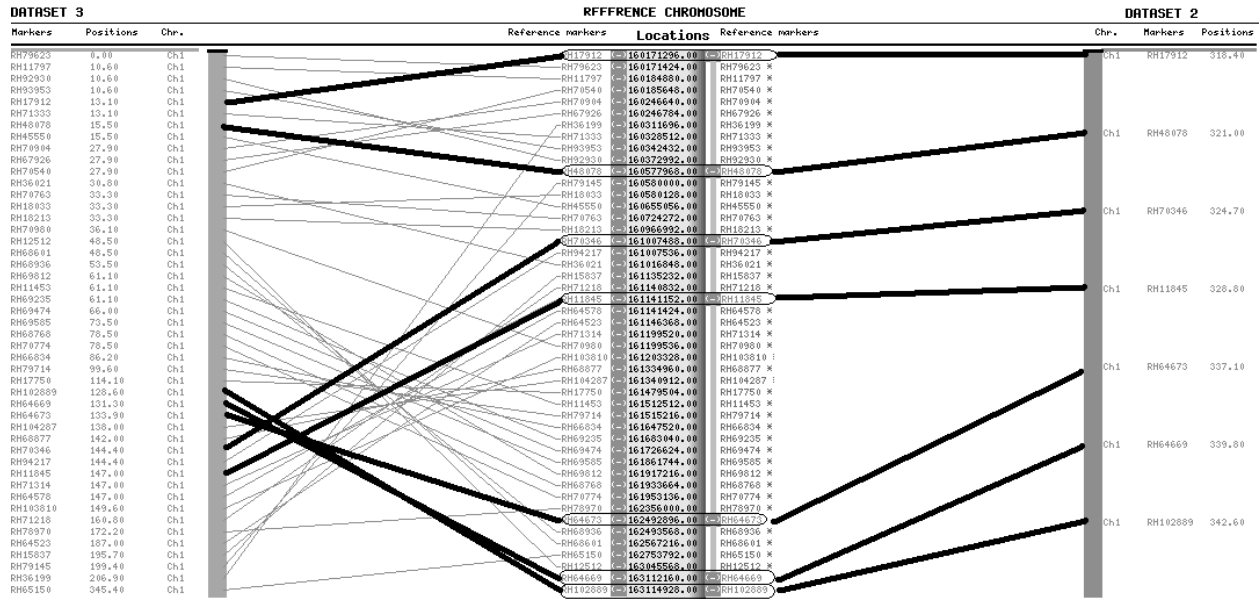 DATASET 3
Markers Positions Chr.
RH79623 0.00 Ch1
RH11797 10.60 Ch1
RH92930 10.60 Ch1
RH93953 10.60 Ch1
RH17912 13.10 Ch1
RH71333 13.10 Ch1
RH48078 15.50 Ch1
RH45550 15.50 Ch1
RH70904 27.90 Ch1
RH67926 27.90 Ch1
RH70540 27.90 Ch1
RH36021 30.80 Ch1
RH70763 33.30 Ch1
RH18033 33.30 Ch1
RH18213 33.30 Ch1
RH70980 36.10 Ch1
RH12512 48.50 Ch1
RH68601 48.50 Ch1
RH68936 53.50 Ch1
RH69812 61.10 Ch1
RH11453 61.10 Ch1
RH69235 61.10 Ch1
RH69474 66.00 Ch1
RH69585 73.50 Ch1
RH68768 78.50 Ch1
RH70774 78.50 Ch1
RH66834 86.20 Ch1
RH79714 99.60 Ch1
RH17750 114.10 Ch1
RH102889 128.60 Ch1
RH64669 131.30 Ch1
RH64673 133.90 Ch1
RH104287 138.00 Ch1
RH68877 142.00 Ch1
RH70346 144.40 Ch1
RH94217 144.40 Ch1
RH11845 147.00 Ch1
RH71314 147.00 Ch1
RH64578 147.00 Ch1
RH103810 149.60 Ch1
RH71218 160.80 Ch1
RH78970 172.20 Ch1
RH64523 187.00 Ch1
RH15837 195.70 Ch1
RH79145 199.40 Ch1
RH36199 206.90 Ch1
RH65150 345.40 Ch1
RFFFRENCE CHROMOSOME
Reference markers Locations Reference markers
RH17912 (-) 160171296.00 (-) RH17912
RH79623 (-) 160171424.00 RH79623 *
RH11797 (-) 160184880.00 RH11797 *
RH70540 (-) 160185648.00 RH70540 *
RH70904 (-) 160246640.00 RH70904 *
RH67926 (-) 160246784.00 RH67926 *
RH36199 (-) 160311696.00 RH36199 *
RH71333 (-) 160328512.00 RH71333 *
RH93953 (-) 160342432.00 RH93953 *
RH92930 (-) 160372992.00 RH92930 *
RH48078 (-) 160577968.00 (-) RH48078
RH79145 (-) 160580000.00 RH79145 *
RH18033 (-) 160580128.00 RH18033 *
RH45550 (-) 160655056.00 RH45550 *
RH70763 (-) 160724272.00 RH70763 *
RH18213 (-) 160966992.00 RH18213 *
RH70346 (-) 161007488.00 (-) RH70346
RH94217 (-) 161007536.00 RH94217 *
RH36021 (-) 161016848.00 RH36021 *
RH15837 (-) 161135232.00 RH15837 *
RH71218 (-) 161140832.00 RH71218 *
RH11845 (-) 161141152.00 (-) RH11845
RH64578 (-) 161141424.00 RH64578 *
RH64523 (-) 161146368.00 RH64523 *
RH71314 (-) 161199520.00 RH71314 *
RH70980 (-) 161199536.00 RH70980 *
RH103810 (-) 161203328.00 RH103810
RH68877 (-) 161334960.00 RH68877 *
RH104287 (-) 161340912.00 RH104287
RH17750 (-) 161479504.00 RH17750 *
RH11453 (-) 161512512.00 RH11453 *
RH79714 (-) 161515216.00 RH79714 *
RH66834 (-) 161647520.00 RH66834 *
RH69235 (-) 161683040.00 RH69235 *
RH69474 (-) 161726624.00 RH69474 *
RH69585 (-) 161861744.00 RH69585 *
RH69812 (-) 161917216.00 RH69812 *
RH68768 (-) 161933664.00 RH68768 *
RH70774 (-) 161953136.00 RH70774 *
RH78970 (-) 162356000.00 RH78970 *
RH64673 (-) 162492896.00 (-) RH64673
RH68936 (-) 162493568.00 RH68936 *
RH68601 (-) 162567216.00 RH68601 *
RH65150 (-) 162753792.00 RH65150 *
RH12512 (-) 163045568.00 RH12512 *
RH64669 (-) 163112160.00 (-) RH64669
RH102889 (-) 163114928.00 (-) RH102889
DATASET 2
Chr. Markers Positions
Ch1 RH17912 318.40
Ch1 RH48078 321.00
Ch1 RH70346 324.70
Ch1 RH11845 328.80
Ch1 RH64673 337.10
Ch1 RH64669 339.80
Ch1 RH102889 342.60